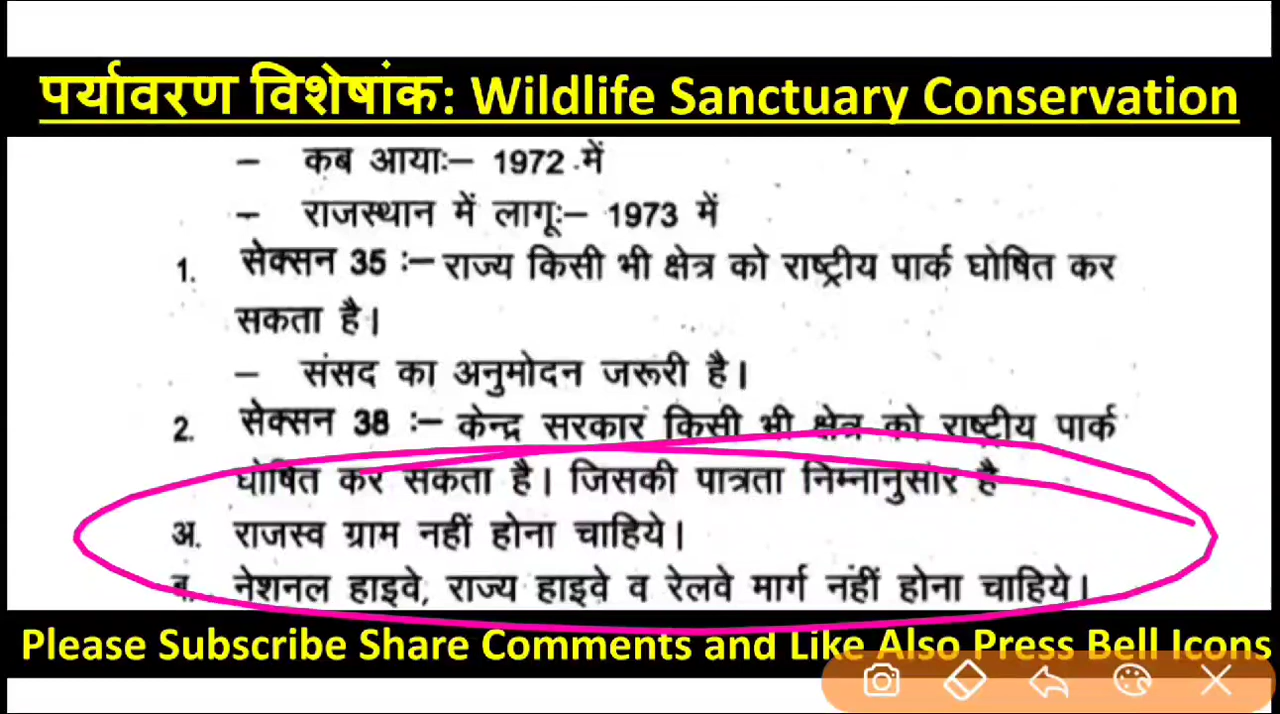 पर्यावरण विशेषांक: Wildlife Sanctuary Conservation
– कब आयाः– 1972 में
– राजस्थान में लागूः– 1973 में
1. सेक्सन 35 :– राज्य किसी भी क्षेत्र को राष्ट्रीय पार्क घोषित कर
सकता है।
– संसद का अनुमोदन जरूरी है।
2. सेक्सन 38 :– केन्द्र सरकार किसी भी क्षेत्र को राष्ट्रीय पार्क
घोषित कर सकता है। जिसकी पात्रता निम्नानुसार है
अ. राजस्व ग्राम नहीं होना चाहिये।
ब. नेशनल हाइवे, राज्य हाइवे व रेलवे मार्ग नहीं होना चाहिये।
Please Subscribe Share Comments and Like Also Press Bell Icons